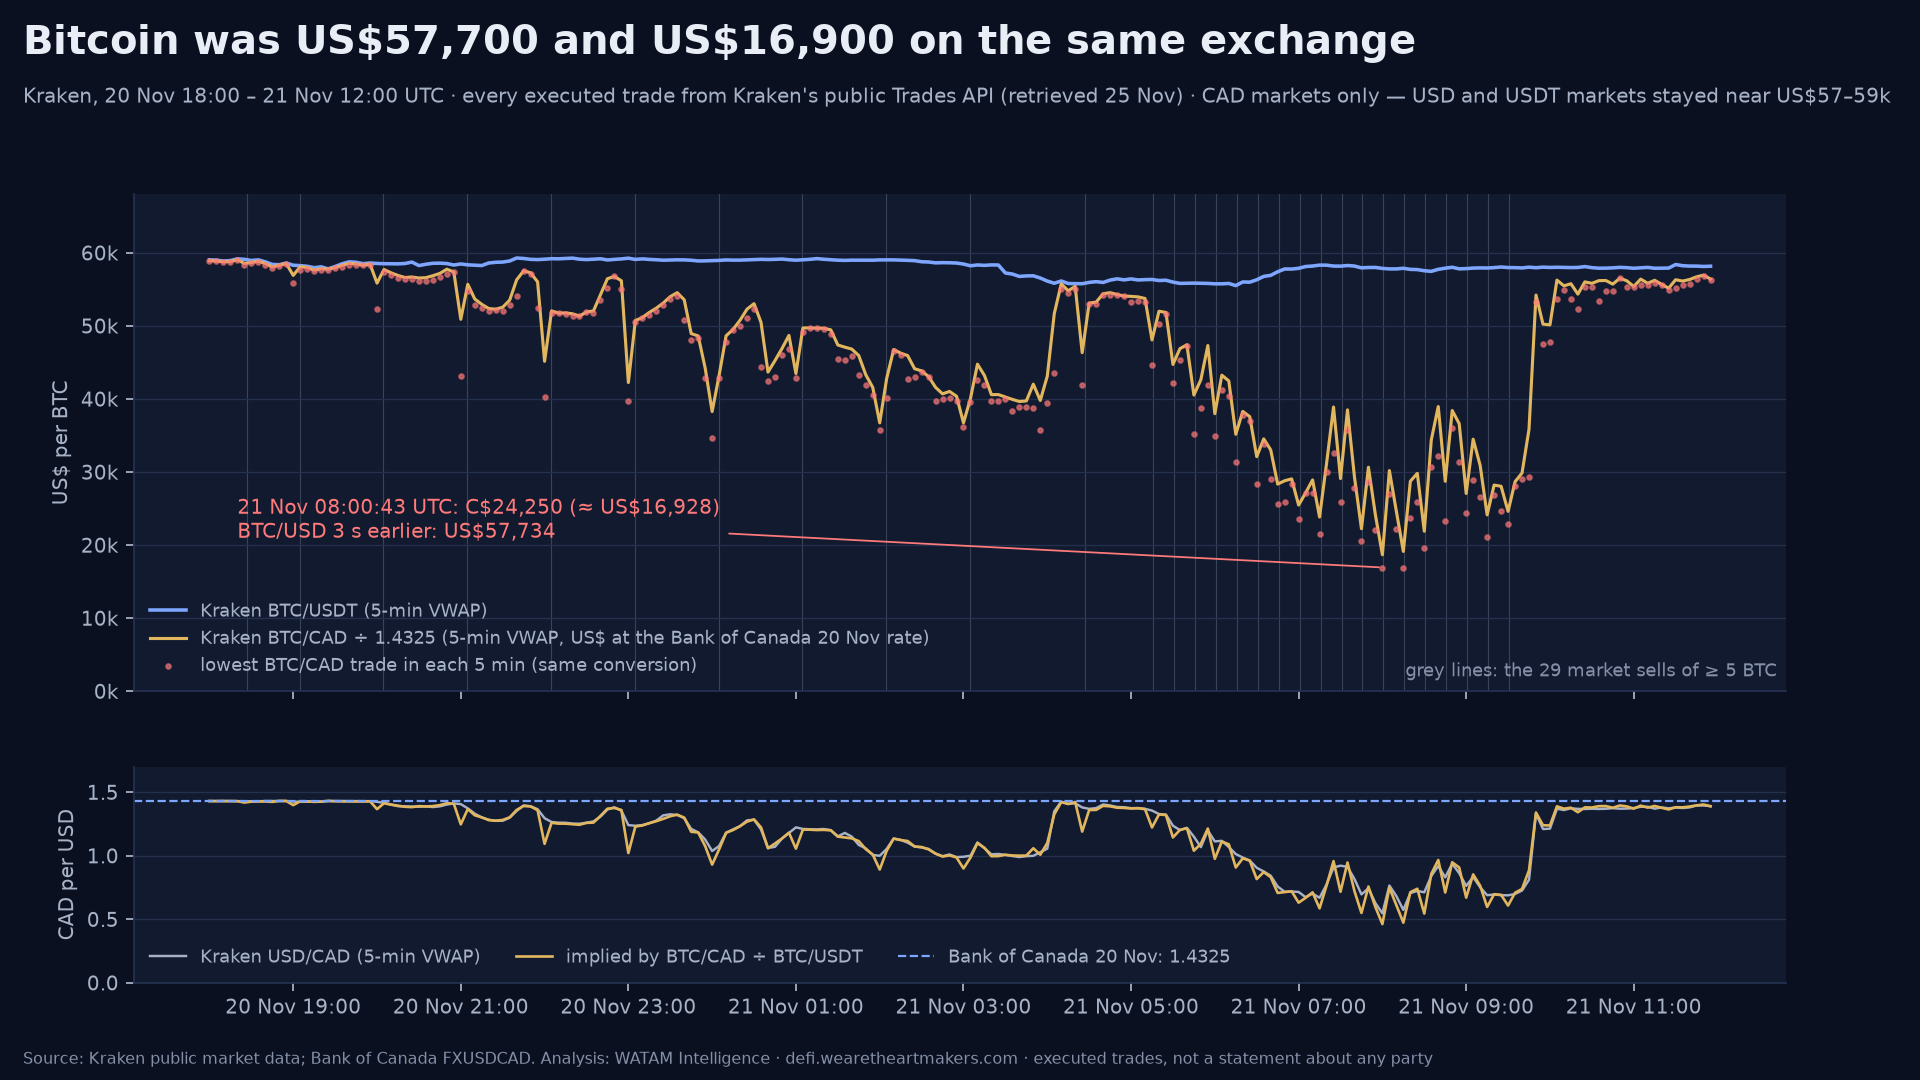 Bitcoin was US$57,700 and US$16,900 on the same exchange
Kraken, 20 Nov 18:00 – 21 Nov 12:00 UTC · every executed trade from Kraken's public Trades API (retrieved 25 Nov) · CAD markets only — USD and USDT markets stayed near US$57–59k
US$ per BTC
60k
50k
40k
30k
20k
10k
0k
21 Nov 08:00:43 UTC: C$24,250 (≈ US$16,928)
BTC/USD 3 s earlier: US$57,734
Kraken BTC/USDT (5-min VWAP)
Kraken BTC/CAD ÷ 1.4325 (5-min VWAP, US$ at the Bank of Canada 20 Nov rate)
lowest BTC/CAD trade in each 5 min (same conversion)
grey lines: the 29 market sells of ≥ 5 BTC
CAD per USD
1.5
1.0
0.5
0.0
Kraken USD/CAD (5-min VWAP)
implied by BTC/CAD ÷ BTC/USDT
Bank of Canada 20 Nov: 1.4325
20 Nov 19:00
20 Nov 21:00
20 Nov 23:00
21 Nov 01:00
21 Nov 03:00
21 Nov 05:00
21 Nov 07:00
21 Nov 09:00
21 Nov 11:00
Source: Kraken public market data; Bank of Canada FXUSDCAD. Analysis: WATAM Intelligence · defi.wearetheartmakers.com · executed trades, not a statement about any party